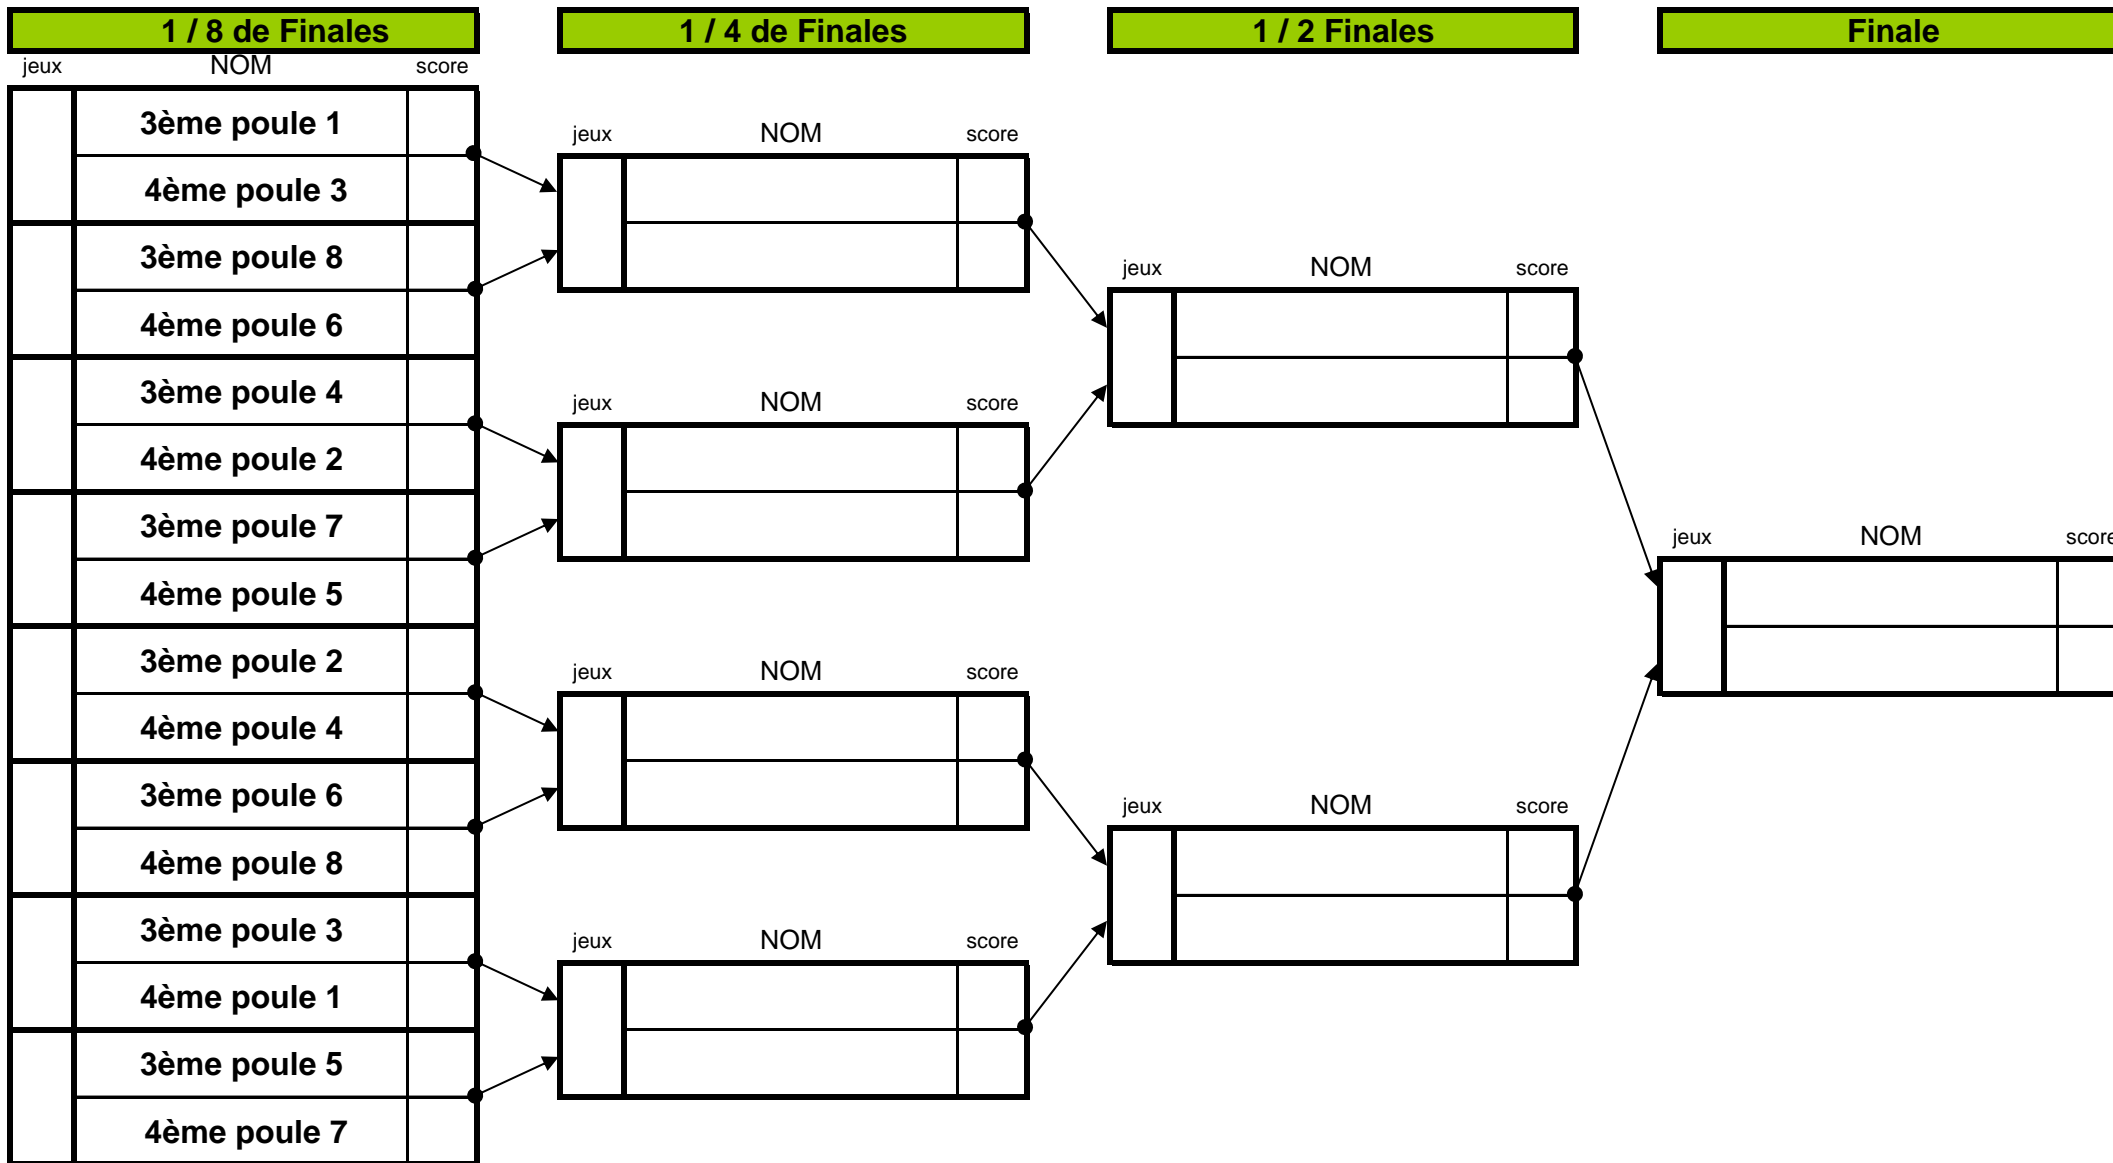 1 / 8 de Finales
1 / 4 de Finales
1 / 2 Finales
Finale
jeux NOM score
3ème poule 1
4ème poule 3
3ème poule 8
4ème poule 6
3ème poule 4
4ème poule 2
3ème poule 7
4ème poule 5
3ème poule 2
4ème poule 4
3ème poule 6
4ème poule 8
3ème poule 3
4ème poule 1
3ème poule 5
4ème poule 7
jeux NOM score
jeux NOM score
jeux NOM score
jeux NOM score
jeux NOM score
jeux NOM score
jeux NOM score